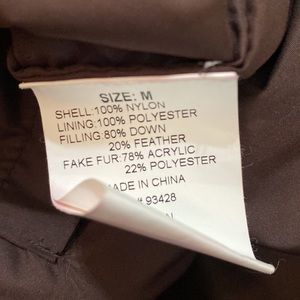 SIZE: M
SHELL:100% NYLON
LINING:100% POLYESTER
FILLING:80% DOWN
20% FEATHER
FAKE FUR:78% ACRYLIC
22% POLYESTER
MADE IN CHINA
# 93428